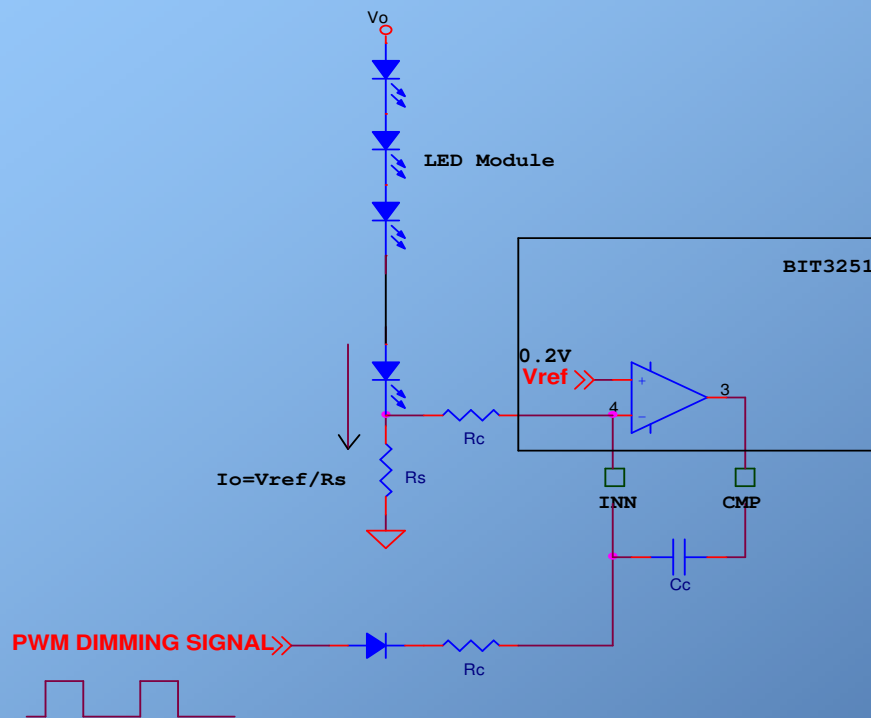 Vo
LED Module
BIT3251
0.2V
Vref
+
3
4
−
Rc
Io=Vref/Rs
Rs
INN
CMP
Cc
PWM DIMMING SIGNAL
Rc